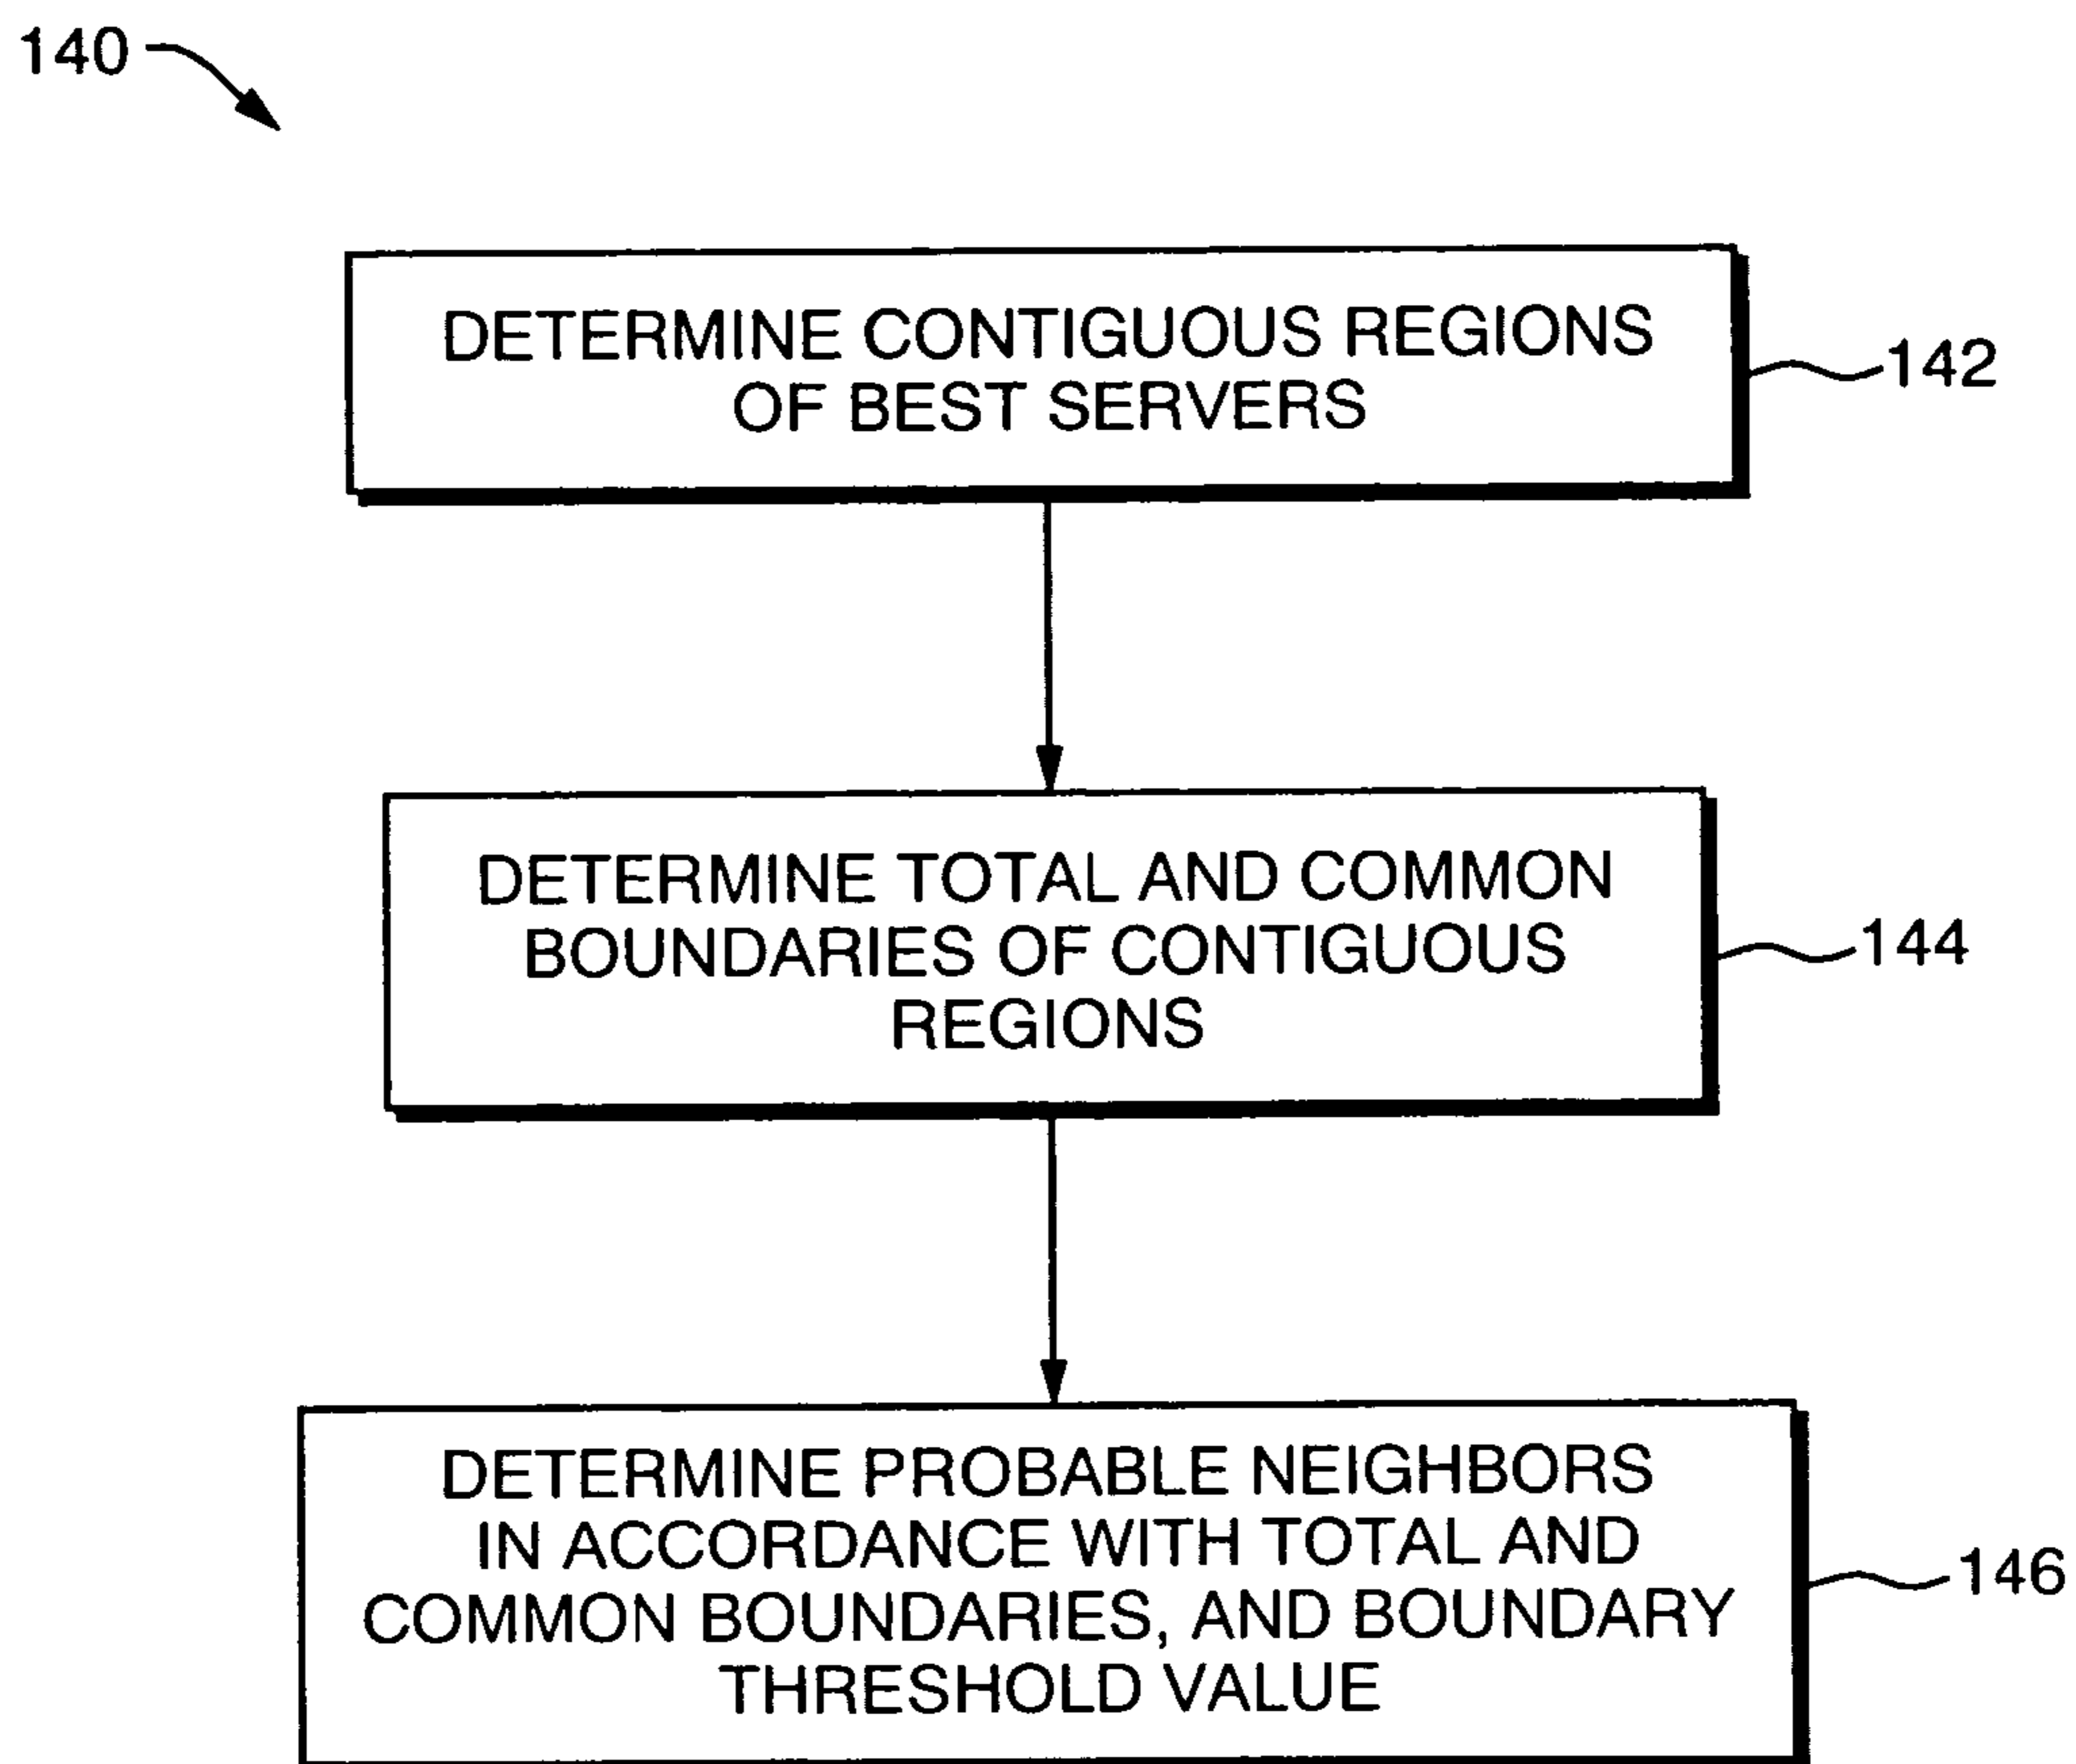 140
DETERMINE CONTIGUOUS REGIONS
OF BEST SERVERS
142
DETERMINE TOTAL AND COMMON
BOUNDARIES OF CONTIGUOUS
REGIONS
144
DETERMINE PROBABLE NEIGHBORS
IN ACCORDANCE WITH TOTAL AND
COMMON BOUNDARIES, AND BOUNDARY
THRESHOLD VALUE
146